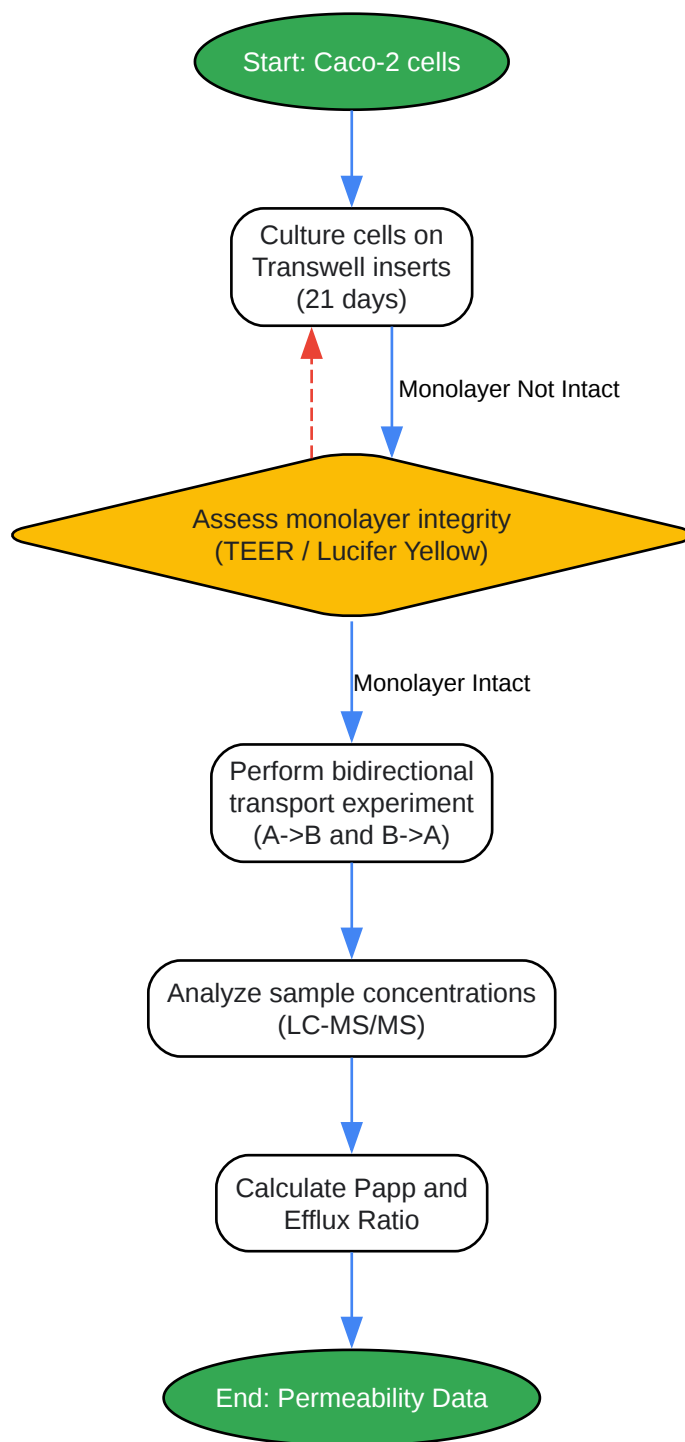 Start: Caco-2 cells
Culture cells on
Transwell inserts
(21 days)
Monolayer Not Intact
Assess monolayer integrity
(TEER / Lucifer Yellow)
Monolayer Intact
Perform bidirectional
transport experiment
(A->B and B->A)
Analyze sample concentrations
(LC-MS/MS)
Calculate Papp and
Efflux Ratio
End: Permeability Data